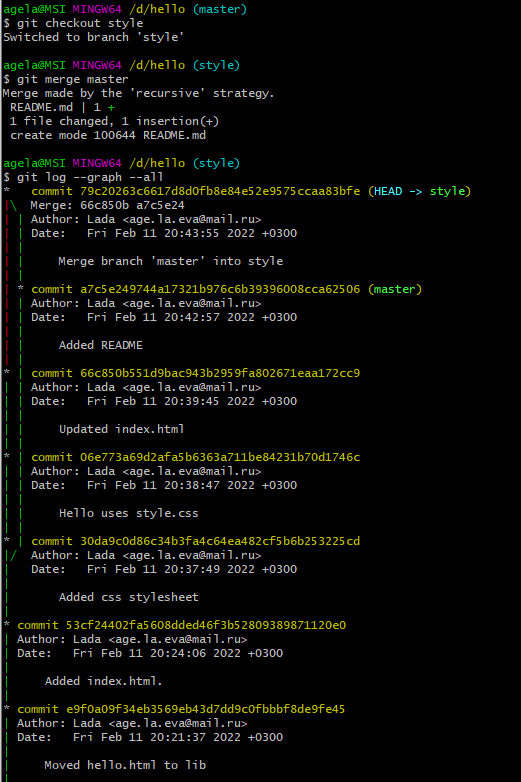 agela@MSI MINGW64 /d/hello (master)
$ git checkout style
Switched to branch 'style'
agela@MSI MINGW64 /d/hello (style)
$ git merge master
Merge made by the 'recursive' strategy.
README.md | 1 +
1 file changed, 1 insertion(+)
create mode 100644 README.md
agela@MSI MINGW64 /d/hello (style)
$ git log --graph --all
*   commit 79c20263c6617d8d0fb8e84e52e9575ccaa83bfe (HEAD -> style)
|\  Merge: 66c850b a7c5e24
| | Author: Lada <age.la.eva@mail.ru>
| | Date:   Fri Feb 11 20:43:55 2022 +0300
| |
| |     Merge branch 'master' into style
| |
| * commit a7c5e249744a17321b976c6b39396008cca62506 (master)
| | Author: Lada <age.la.eva@mail.ru>
| | Date:   Fri Feb 11 20:42:57 2022 +0300
| |
| |     Added README
| |
* | commit 66c850b551d9bac943b2959fa802671eaa172cc9
| | Author: Lada <age.la.eva@mail.ru>
| | Date:   Fri Feb 11 20:39:45 2022 +0300
| |
| |     Updated index.html
| |
* | commit 06e773a69d2afa5b6363a711be84231b70d1746c
| | Author: Lada <age.la.eva@mail.ru>
| | Date:   Fri Feb 11 20:38:47 2022 +0300
| |
| |     Hello uses style.css
| |
* | commit 30da9c0d86c34b3fa4c64ea482cf5b6b253225cd
|/  Author: Lada <age.la.eva@mail.ru>
|   Date:   Fri Feb 11 20:37:49 2022 +0300
|
|       Added css stylesheet
|
* commit 53cf24402fa5608dded46f3b52809389871120e0
| Author: Lada <age.la.eva@mail.ru>
| Date:   Fri Feb 11 20:24:06 2022 +0300
|
|     Added index.html.
|
* commit e9f0a09f34eb3569eb43d7dd9c0fbbbf8de9fe45
| Author: Lada <age.la.eva@mail.ru>
| Date:   Fri Feb 11 20:21:37 2022 +0300
|
|     Moved hello.html to lib
|